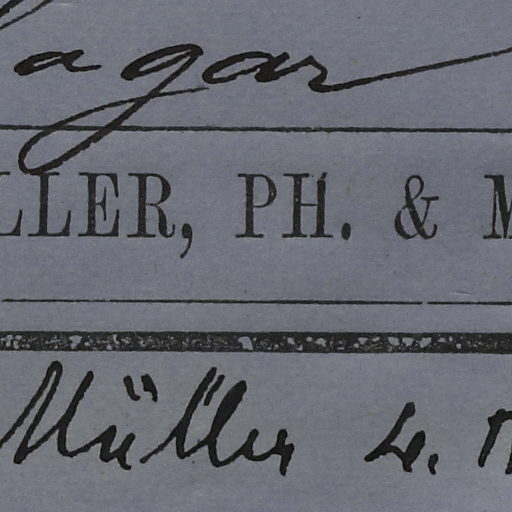 agar
LLER, PH. & M
Müller